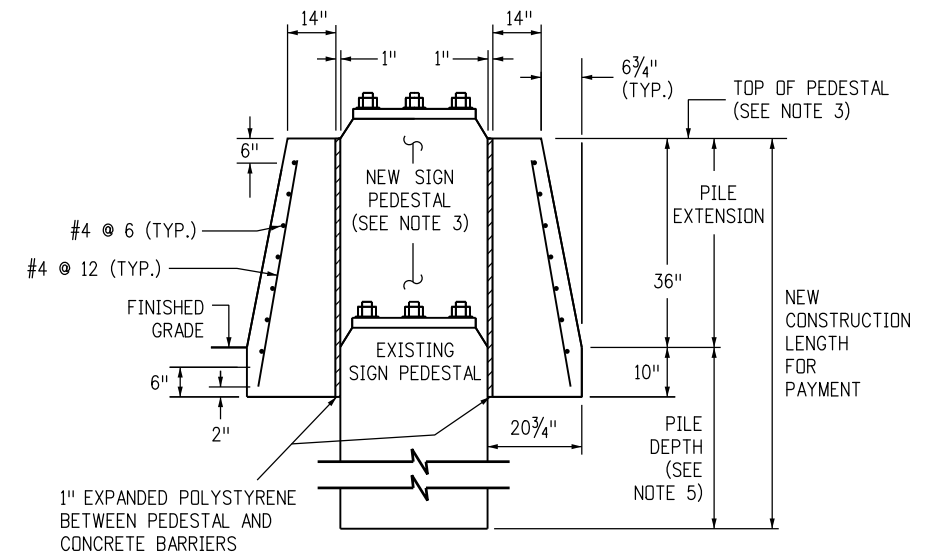 14"
14"
1"
1"
6¾"
(TYP.)
TOP OF PEDESTAL
(SEE NOTE 3)
6"
NEW SIGN
PEDESTAL
(SEE NOTE 3)
PILE
EXTENSION
#4 @ 6 (TYP.)
#4 @ 12 (TYP.)
36"
FINISHED
GRADE
NEW
CONSTRUCTION
LENGTH
FOR
PAYMENT
EXISTING
SIGN PEDESTAL
6"
10"
2"
20¾"
PILE
DEPTH
(SEE
NOTE 5)
1" EXPANDED POLYSTYRENE
BETWEEN PEDESTAL AND
CONCRETE BARRIERS